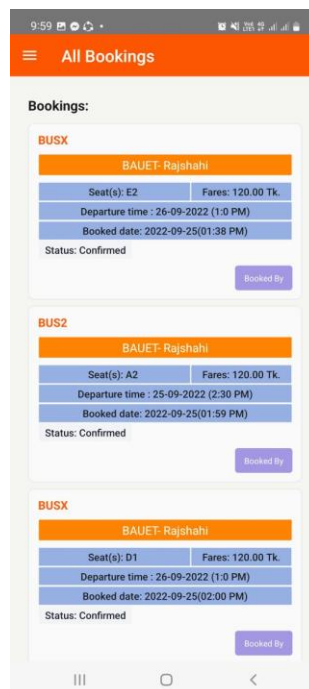 9:59
All Bookings
Bookings:
BUSX
BAUET- Rajshahi
Seat(s): E2 Fares: 120.00 Tk.
Departure time : 26-09-2022 (1:0 PM)
Booked date: 2022-09-25(01:38 PM)
Status: Confirmed
Booked By
BUS2
BAUET- Rajshahi
Seat(s): A2 Fares: 120.00 Tk.
Departure time : 25-09-2022 (2:30 PM)
Booked date: 2022-09-25(01:59 PM)
Status: Confirmed
Booked By
BUSX
BAUET- Rajshahi
Seat(s): D1 Fares: 120.00 Tk.
Departure time : 26-09-2022 (1:0 PM)
Booked date: 2022-09-25(02:00 PM)
Status: Confirmed
Booked By